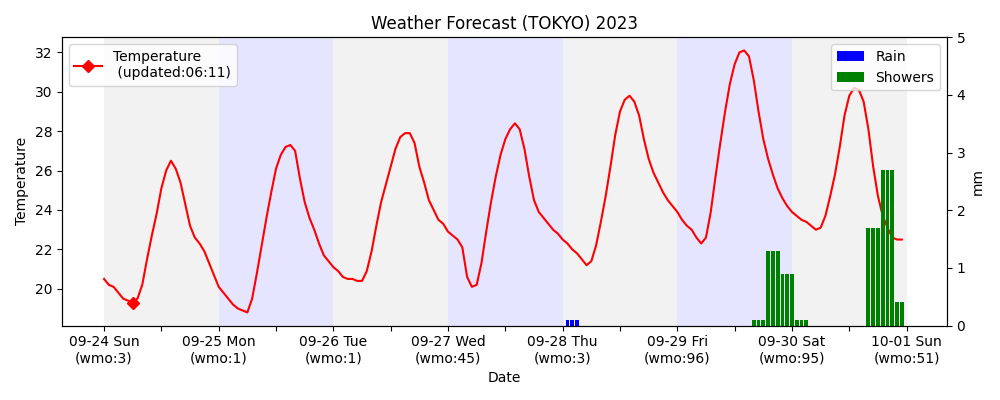 Weather Forecast (TOKYO) 2023
Temperature
(updated:06:11)
Rain
Showers
Temperature
32
30
28
26
24
22
20
5
4
3
2
1
0
mm
09-24 Sun
(wmo:3)
09-25 Mon
(wmo:1)
09-26 Tue
(wmo:1)
09-27 Wed
(wmo:45)
09-28 Thu
(wmo:3)
09-29 Fri
(wmo:96)
09-30 Sat
(wmo:95)
10-01 Sun
(wmo:51)
Date